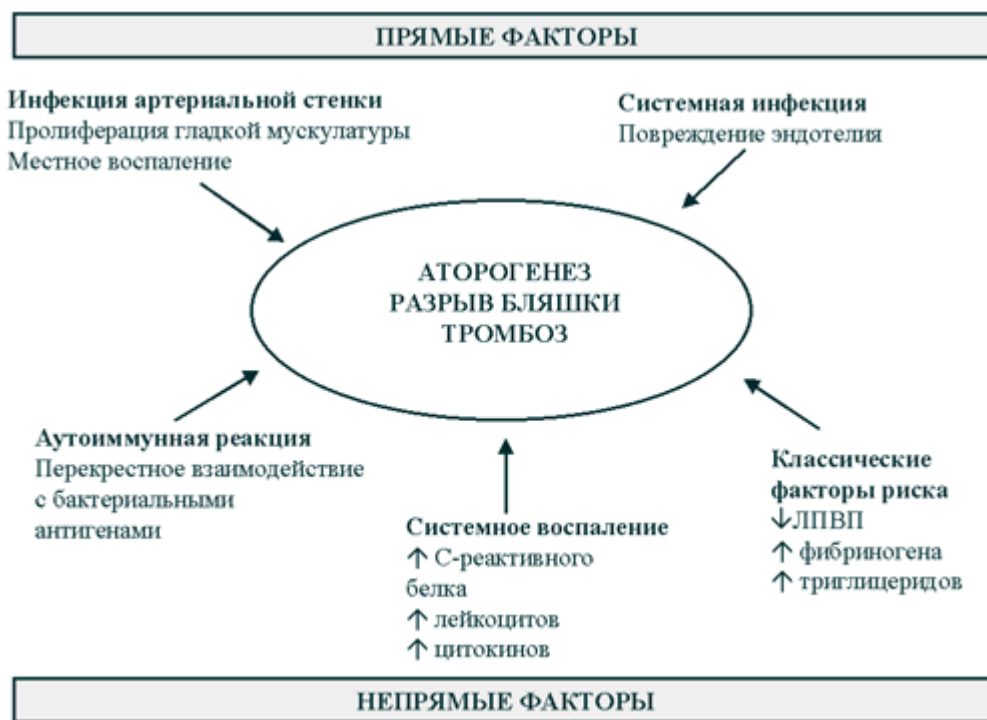 ПРЯМЫЕ ФАКТОРЫ
Инфекция артериальной стенки
Пролиферация гладкой мускулатуры
Местное воспаление
Системная инфекция
Повреждение эндотелия
АТОРОГЕНЕЗ
РАЗРЫВ БЛЯШКИ
ТРОМБОЗ
Аутоиммунная реакция
Перекрестное взаимодействие
с бактериальными
антигенами
Системное воспаление
↑ С-реактивного
белка
↑ лейкоцитов
↑ цитокинов
Классические
факторы риска
↓ЛПВП
↑ фибриногена
↑ триглицеридов
НЕПРЯМЫЕ ФАКТОРЫ